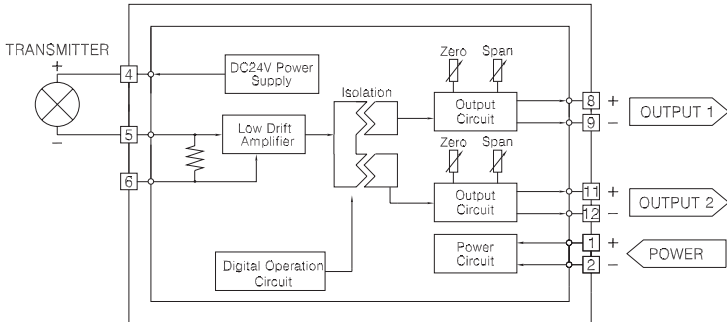 TRANSMITTER
+
−
4
5
6
DC24V Power
Supply
Low Drift
Amplifier
Isolation
Digital Operation
Circuit
Zero
Span
Output
Circuit
8
+
9
−
OUTPUT 1
Zero
Span
Output
Circuit
11
+
12
−
OUTPUT 2
Power
Circuit
1
+
2
−
POWER